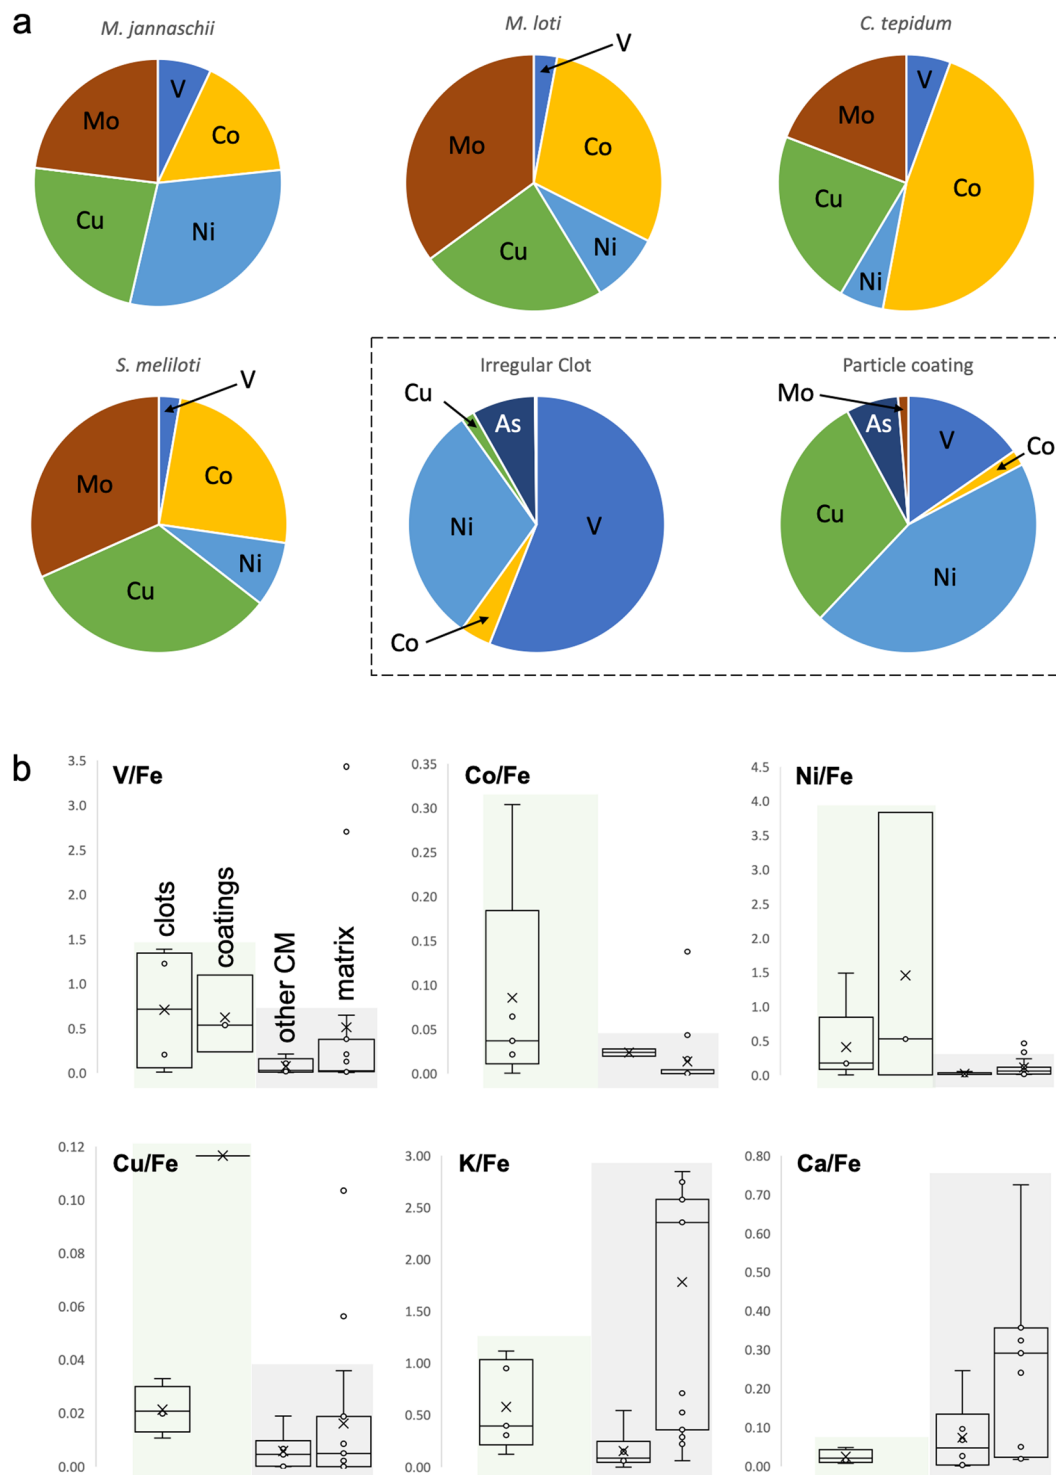 a
M. jannaschii
M. loti
C. tepidum
V
Co
Ni
Cu
Mo
V
Co
Ni
Cu
Mo
V
Co
Ni
Cu
Mo
S. meliloti
Irregular Clot
Particle coating
V
Co
Ni
Cu
Mo
Cu
As
V
Ni
Co
Mo
As
V
Co
Cu
Ni
b
V/Fe
3.5
3.0
2.5
2.0
1.5
1.0
0.5
0.0
clots
coatings
other CM
matrix
Co/Fe
0.35
0.30
0.25
0.20
0.15
0.10
0.05
0.00
Ni/Fe
4.5
4.0
3.5
3.0
2.5
2.0
1.5
1.0
0.5
0.0
Cu/Fe
0.12
0.10
0.08
0.06
0.04
0.02
0.00
K/Fe
3.00
2.50
2.00
1.50
1.00
0.50
0.00
Ca/Fe
0.80
0.70
0.60
0.50
0.40
0.30
0.20
0.10
0.00